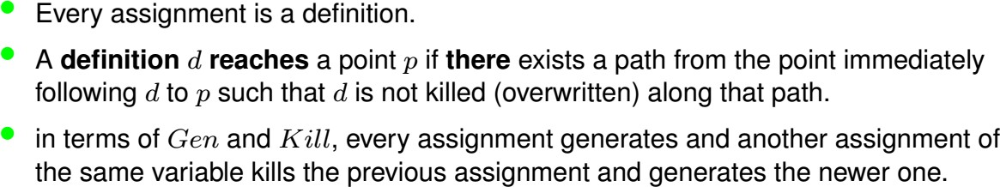 • Every assignment is a definition.
• A definition d reaches a point p if there exists a path from the point immediately
following d to p such that d is not killed (overwritten) along that path.
• in terms of Gen and Kill, every assignment generates and another assignment of
the same variable kills the previous assignment and generates the newer one.